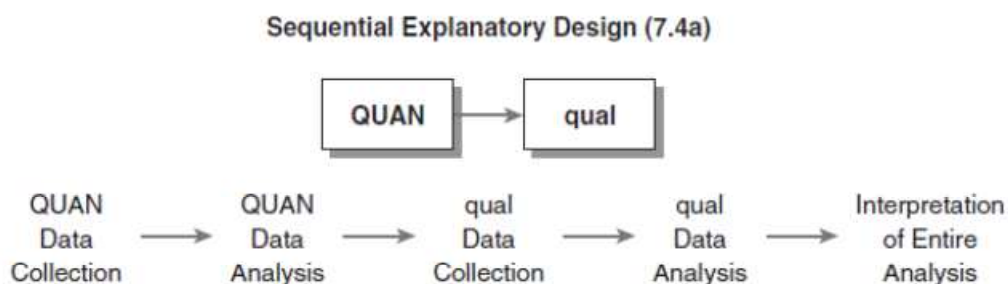 Sequential Explanatory Design (7.4a)
QUAN
qual
QUAN
Data
Collection
QUAN
Data
Analysis
qual
Data
Collection
qual
Data
Analysis
Interpretation
of Entire
Analysis